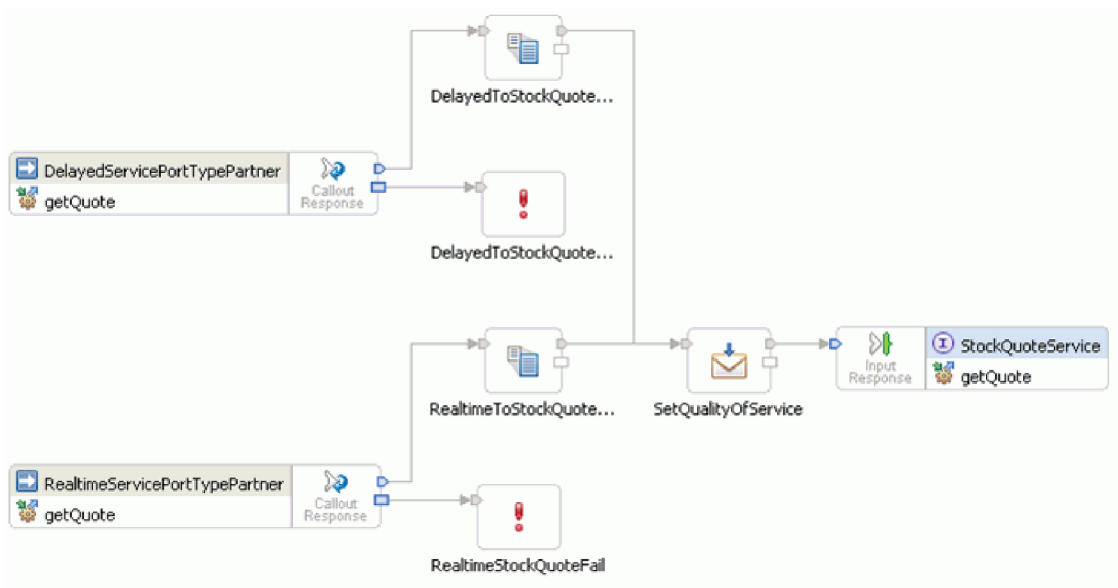 DelayedToStockQuote...
DelayedServicePortTypePartner
getQuote
Callout
Response
DelayedToStockQuote...
RealtimeToStockQuote...
SetQualityOfService
Input
Response
I
StockQuoteService
getQuote
RealtimeServicePortTypePartner
getQuote
Callout
Response
RealtimeStockQuoteFail